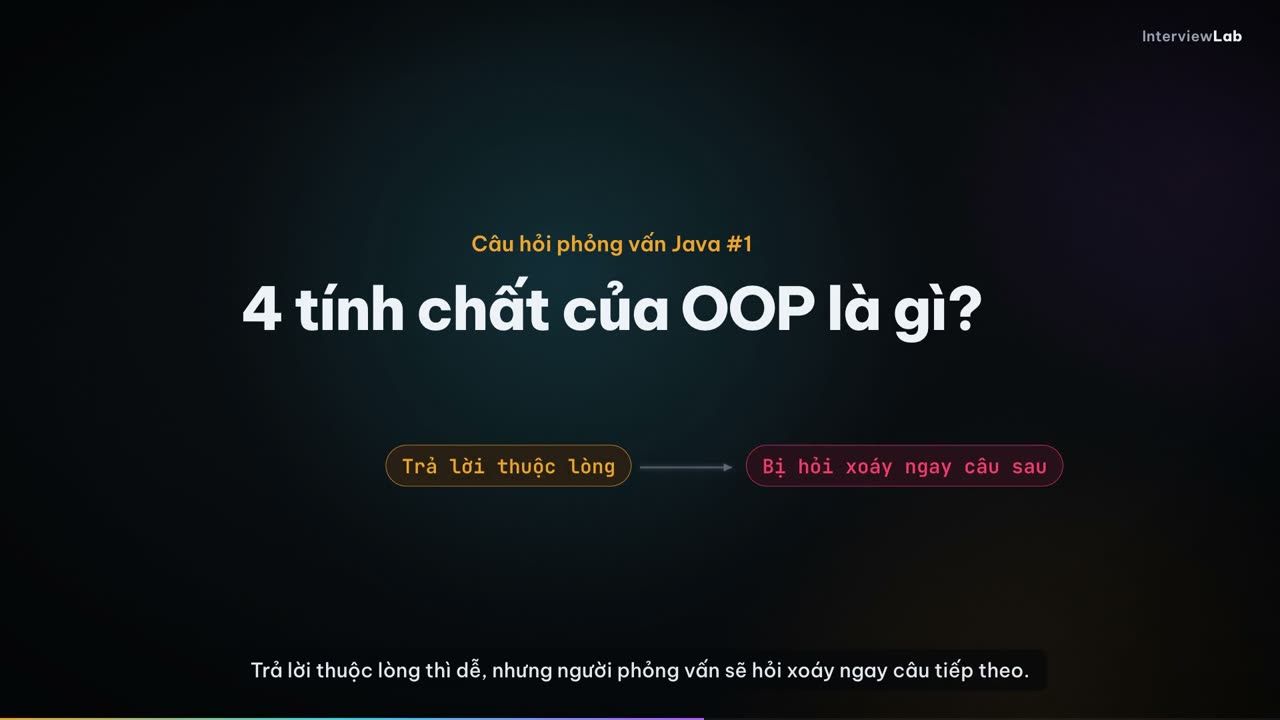 InterviewLab
Câu hỏi phỏng vấn Java #1
4 tính chất của OOP là gì?
Trả lời thuộc lòng
Bị hỏi xoáy ngay câu sau
Trả lời thuộc lòng thì dễ, nhưng người phỏng vấn sẽ hỏi xoáy ngay câu tiếp theo.